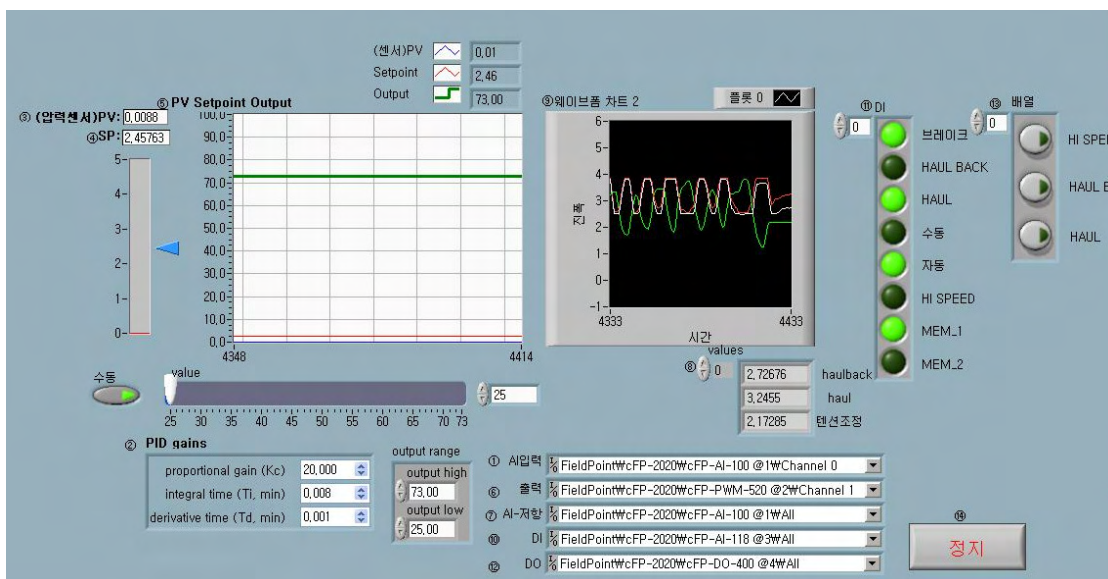 (센서)PV 0,01
Setpoint 2,46
Output 73,00
⑤ PV Setpoint Output
③ (압력센서)PV: 0,0088
④SP: 2,45763
5
4
3
2
1
0
100,0
90,0
80,0
70,0
60,0
50,0
40,0
30,0
20,0
10,0
0,0
4348 4414
⑨웨이브폼 차트 2
플롯 0
진폭
6
5
4
3
2
1
0
-1
4333 4433
시간
⑪ DI
0
브레이크
HAUL BACK
HAUL
수동
자동
HI SPEED
MEM_1
MEM_2
⑬ 배열
0
HI SPEE
HAUL B
HAUL
수동
value
25 30 35 40 45 50 55 60 65 70 73
25
values
⑧ 0
2,72676 haulback
3,2455 haul
2,17285 텐션조정
② PID gains
proportional gain (Kc) 20,000
integral time (Ti, min) 0,008
derivative time (Td, min) 0,001
output range
output high
73,00
output low
25,00
① AI입력 FieldPoint₩cFP-2020₩cFP-AI-100 @1₩Channel 0
⑥ 출력 FieldPoint₩cFP-2020₩cFP-PWM-520 @2₩Channel 1
⑦ AI-저항 FieldPoint₩cFP-2020₩cFP-AI-100 @1₩All
⑩ DI FieldPoint₩cFP-2020₩cFP-AI-118 @3₩All
⑫ DO FieldPoint₩cFP-2020₩cFP-DO-400 @4₩All
⑭
정지